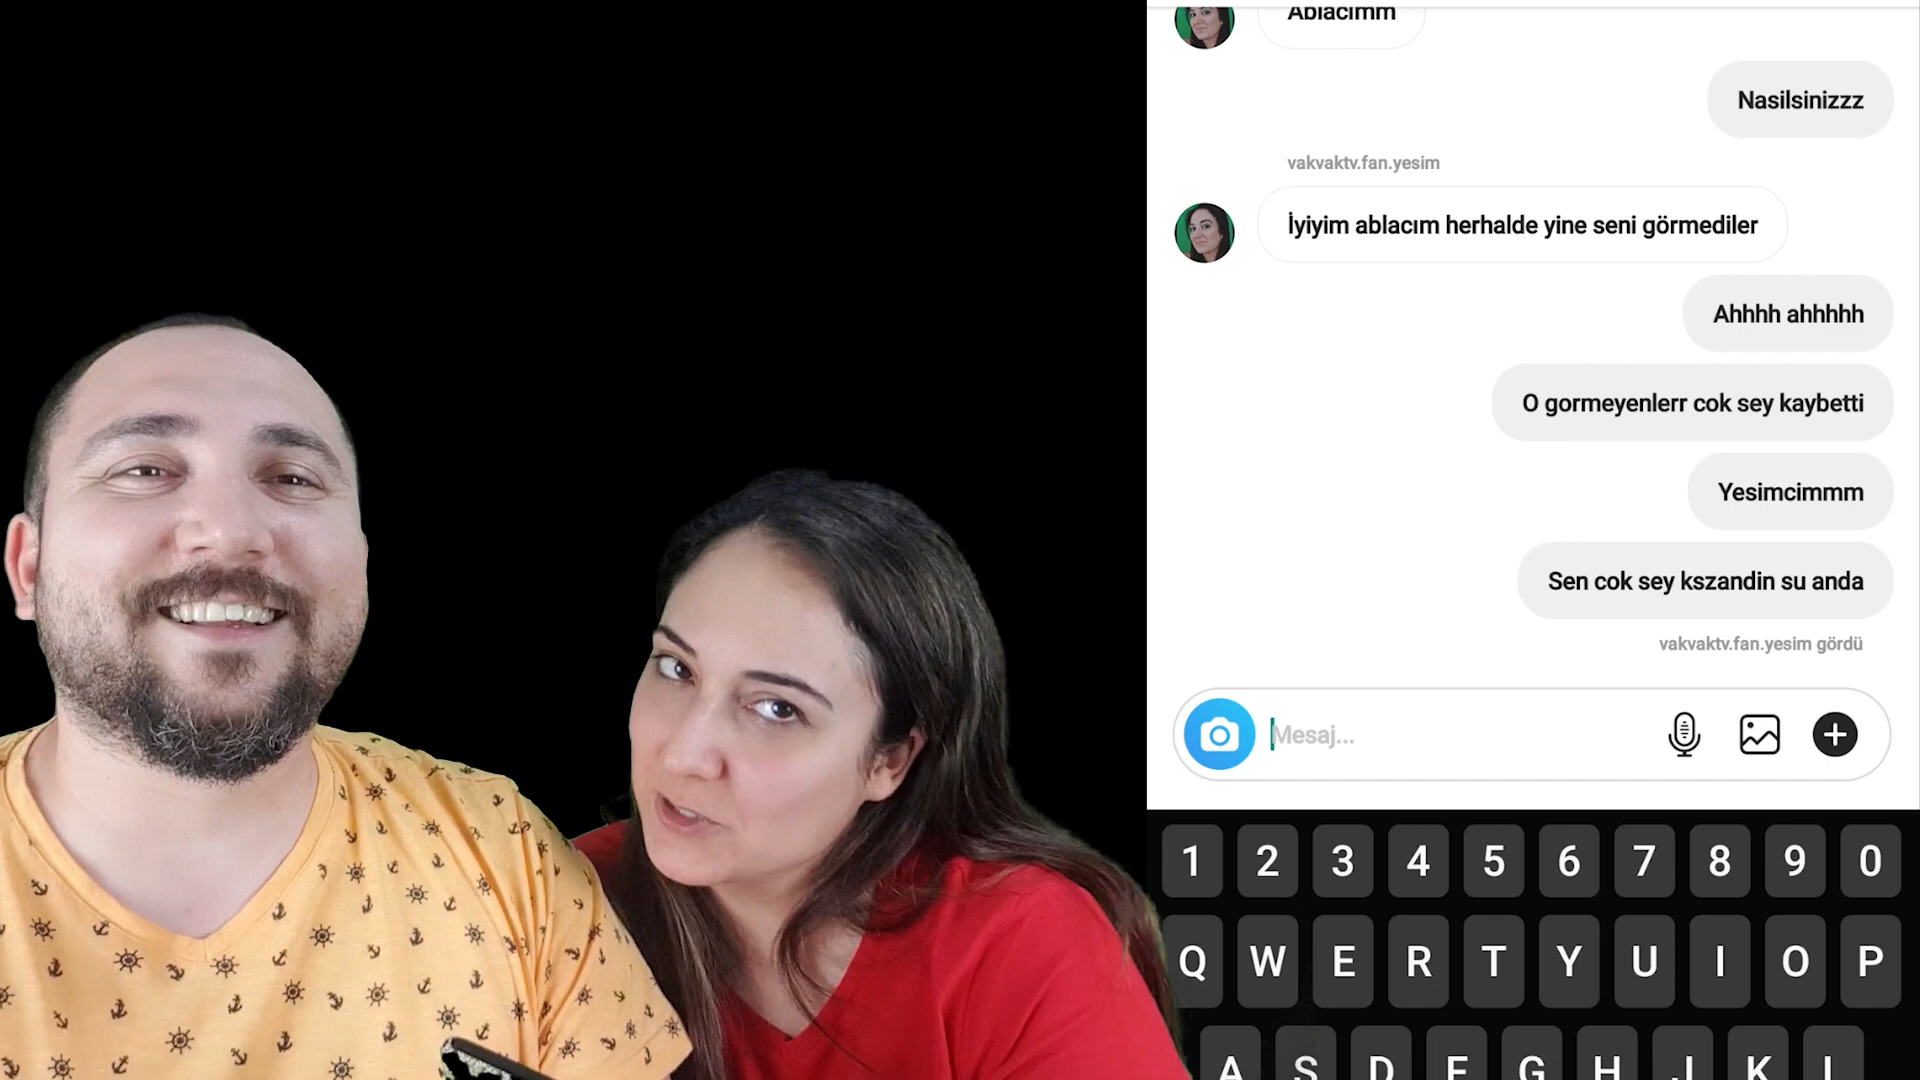 Ablacımm
Nasilsinizzz
vakvaktv.fan.yesim
İyiyim ablacım herhalde yine seni görmediler
Ahhhh ahhhhh
O gormeyenlerr cok sey kaybetti
Yesimcimmm
Sen cok sey kszandin su anda
vakvaktv.fan.yesim gördü
Mesaj...
1 2 3 4 5 6 7 8 9 0
Q W E R T Y U I O P
A S D F G H J K L